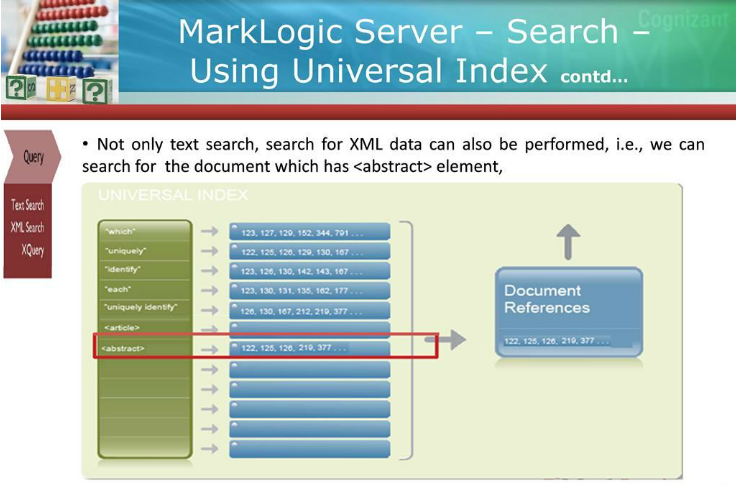 Cognizant
MarkLogic Server – Search –
Using Universal Index contd…
Query
Text Search
XML Search
XQuery
• Not only text search, search for XML data can also be performed, i.e., we can
search for the document which has <abstract> element,
UNIVERSAL INDEX
"which" 123, 127, 129, 152, 344, 791 . . .
"uniquely" 122, 125, 126, 129, 130, 167 . . .
"identify" 123, 126, 130, 142, 143, 167 . . .
"each" 123, 130, 131, 135, 162, 177 . . .
"uniquely identify" 126, 130, 167, 212, 219, 377 . . .
<article>
<abstract> 122, 125, 126, 219, 377 . . .
Document
References
122, 125, 126, 219, 377 . . .